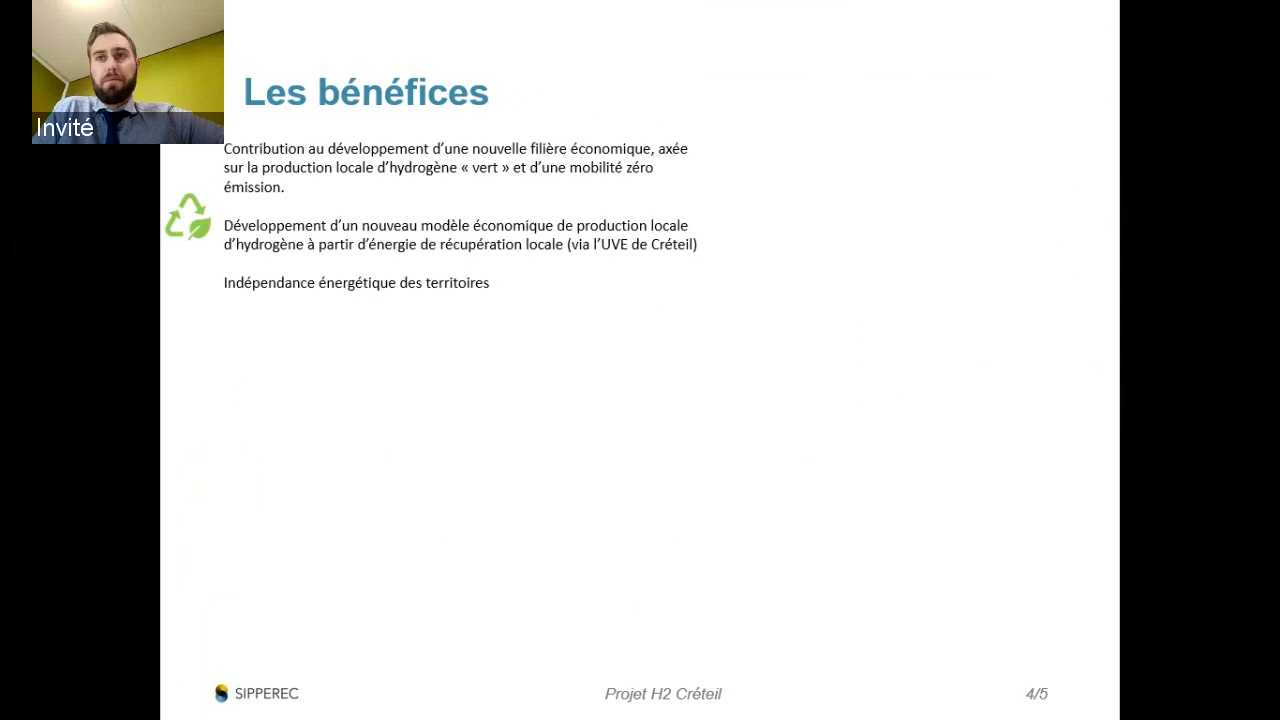 Les bénéfices
Invité
Contribution au développement d’une nouvelle filière économique, axée
sur la production locale d’hydrogène « vert » et d’une mobilité zéro
émission.
Développement d’un nouveau modèle économique de production locale
d’hydrogène à partir d’énergie de récupération locale (via l’UVE de Créteil)
Indépendance énergétique des territoires
SIPPEREC
Projet H2 Créteil
4/5